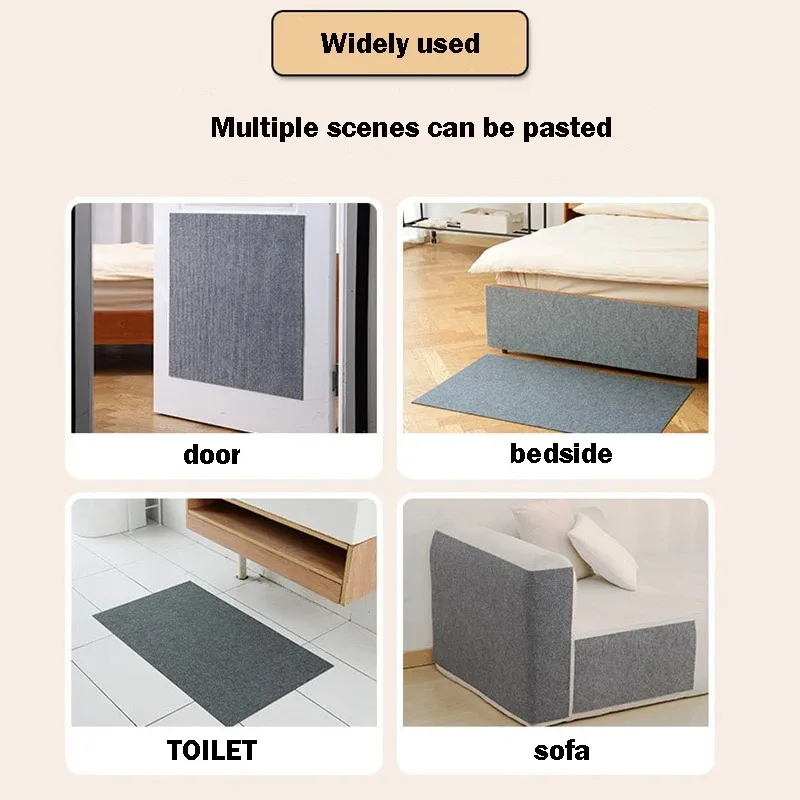 Widely used
Multiple scenes can be pasted
door
bedside
TOILET
sofa